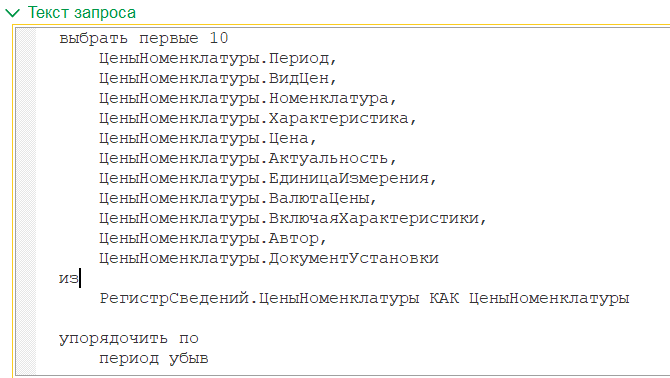 Текст запроса
выбрать первые 10
ЦеныНоменклатуры.Период,
ЦеныНоменклатуры.ВидЦен,
ЦеныНоменклатуры.Номенклатура,
ЦеныНоменклатуры.Характеристика,
ЦеныНоменклатуры.Цена,
ЦеныНоменклатуры.Актуальность,
ЦеныНоменклатуры.ЕдиницаИзмерения,
ЦеныНоменклатуры.ВалютаЦены,
ЦеныНоменклатуры.ВключаяХарактеристики,
ЦеныНоменклатуры.Автор,
ЦеныНоменклатуры.ДокументУстановки
из
РегистрСведений.ЦеныНоменклатуры КАК ЦеныНоменклатуры
упорядочить по
период убыв